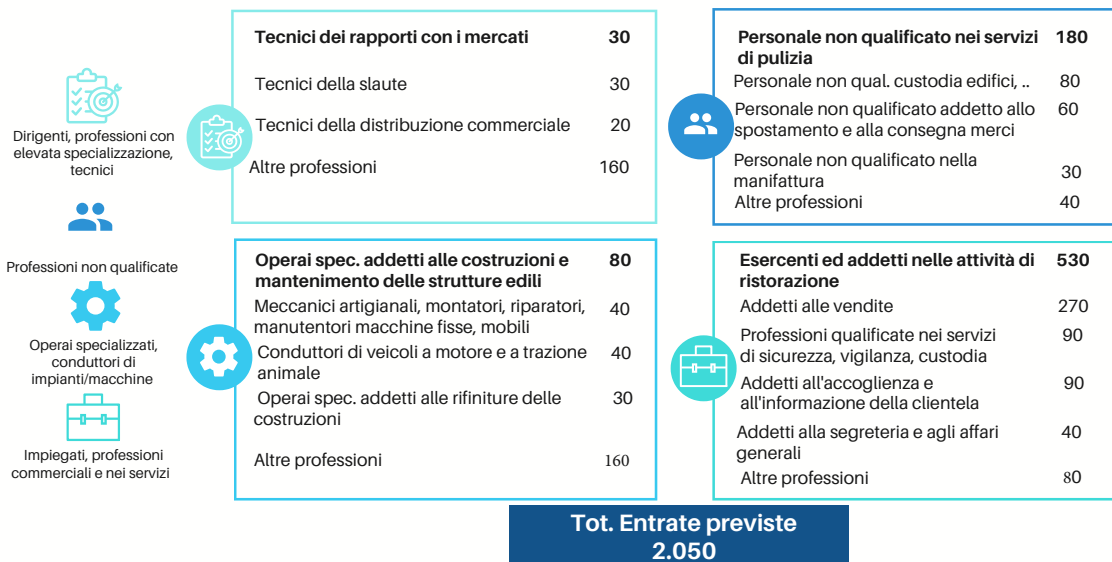 Dirigenti, professioni con
elevata specializzazione,
tecnici
Professioni non qualificate
Operai specializzati,
conduttori di
impianti/macchine
Impiegati, professioni
commerciali e nei servizi
Tecnici dei rapporti con i mercati 30
Tecnici della slaute 30
Tecnici della distribuzione commerciale 20
Altre professioni 160
Personale non qualificato nei servizi 180
di pulizia
Personale non qual. custodia edifici, .. 80
Personale non qualificato addetto allo 60
spostamento e alla consegna merci
Personale non qualificato nella
manifattura 30
Altre professioni 40
Operai spec. addetti alle costruzioni e 80
mantenimento delle strutture edili
Meccanici artigianali, montatori, riparatori, 40
manutentori macchine fisse, mobili
Conduttori di veicoli a motore e a trazione 40
animale
Operai spec. addetti alle rifiniture delle 30
costruzioni
Altre professioni 160
Esercenti ed addetti nelle attività di 530
ristorazione
Addetti alle vendite 270
Professioni qualificate nei servizi 90
di sicurezza, vigilanza, custodia
Addetti all'accoglienza e 90
all'informazione della clientela
Addetti alla segreteria e agli affari 40
generali
Altre professioni 80
Tot. Entrate previste
2.050